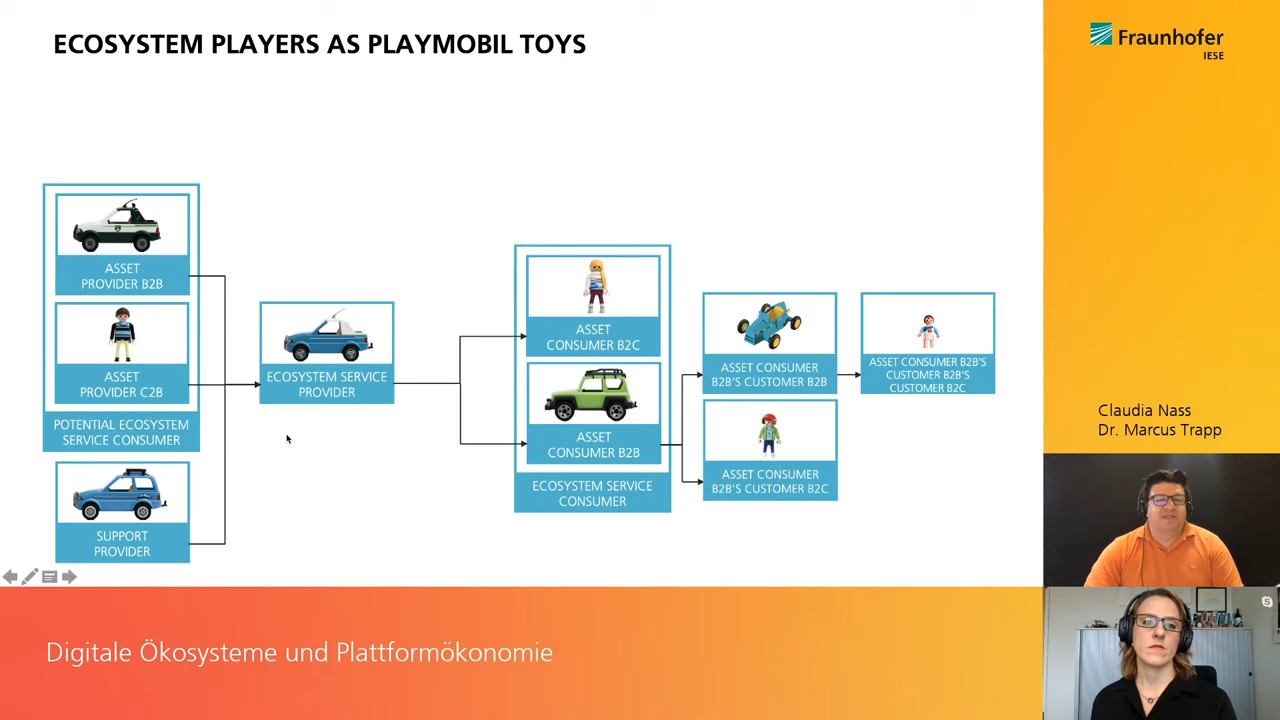 ECOSYSTEM PLAYERS AS PLAYMOBIL TOYS
Fraunhofer
IESE
ASSET
PROVIDER B2B
ASSET
PROVIDER C2B
POTENTIAL ECOSYSTEM
SERVICE CONSUMER
SUPPORT
PROVIDER
ECOSYSTEM SERVICE
PROVIDER
ASSET
CONSUMER B2C
ASSET
CONSUMER B2B
ECOSYSTEM SERVICE
CONSUMER
ASSET CONSUMER
B2B'S CUSTOMER B2B
ASSET CONSUMER
B2B'S CUSTOMER B2C
ASSET CONSUMER B2B'S
CUSTOMER B2B'S
CUSTOMER B2C
Claudia Nass
Dr. Marcus Trapp
Digitale Ökosysteme und Plattformökonomie